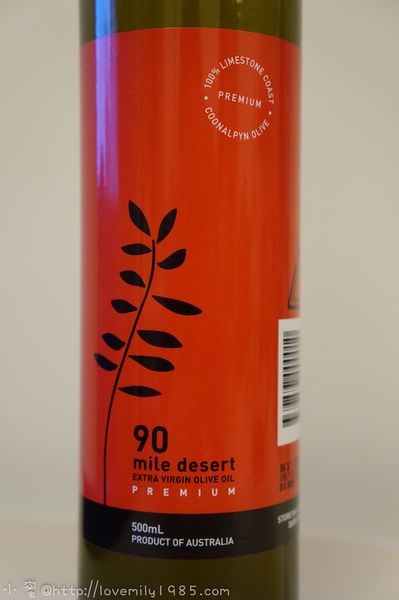 100% LIMESTONE COAST
PREMIUM
COONALPYN OLIVE
90
mile desert
EXTRA VIRGIN OLIVE OIL
PREMIUM
500mL
PRODUCT OF AUSTRALIA
小蜜@http://lovemily1985.com